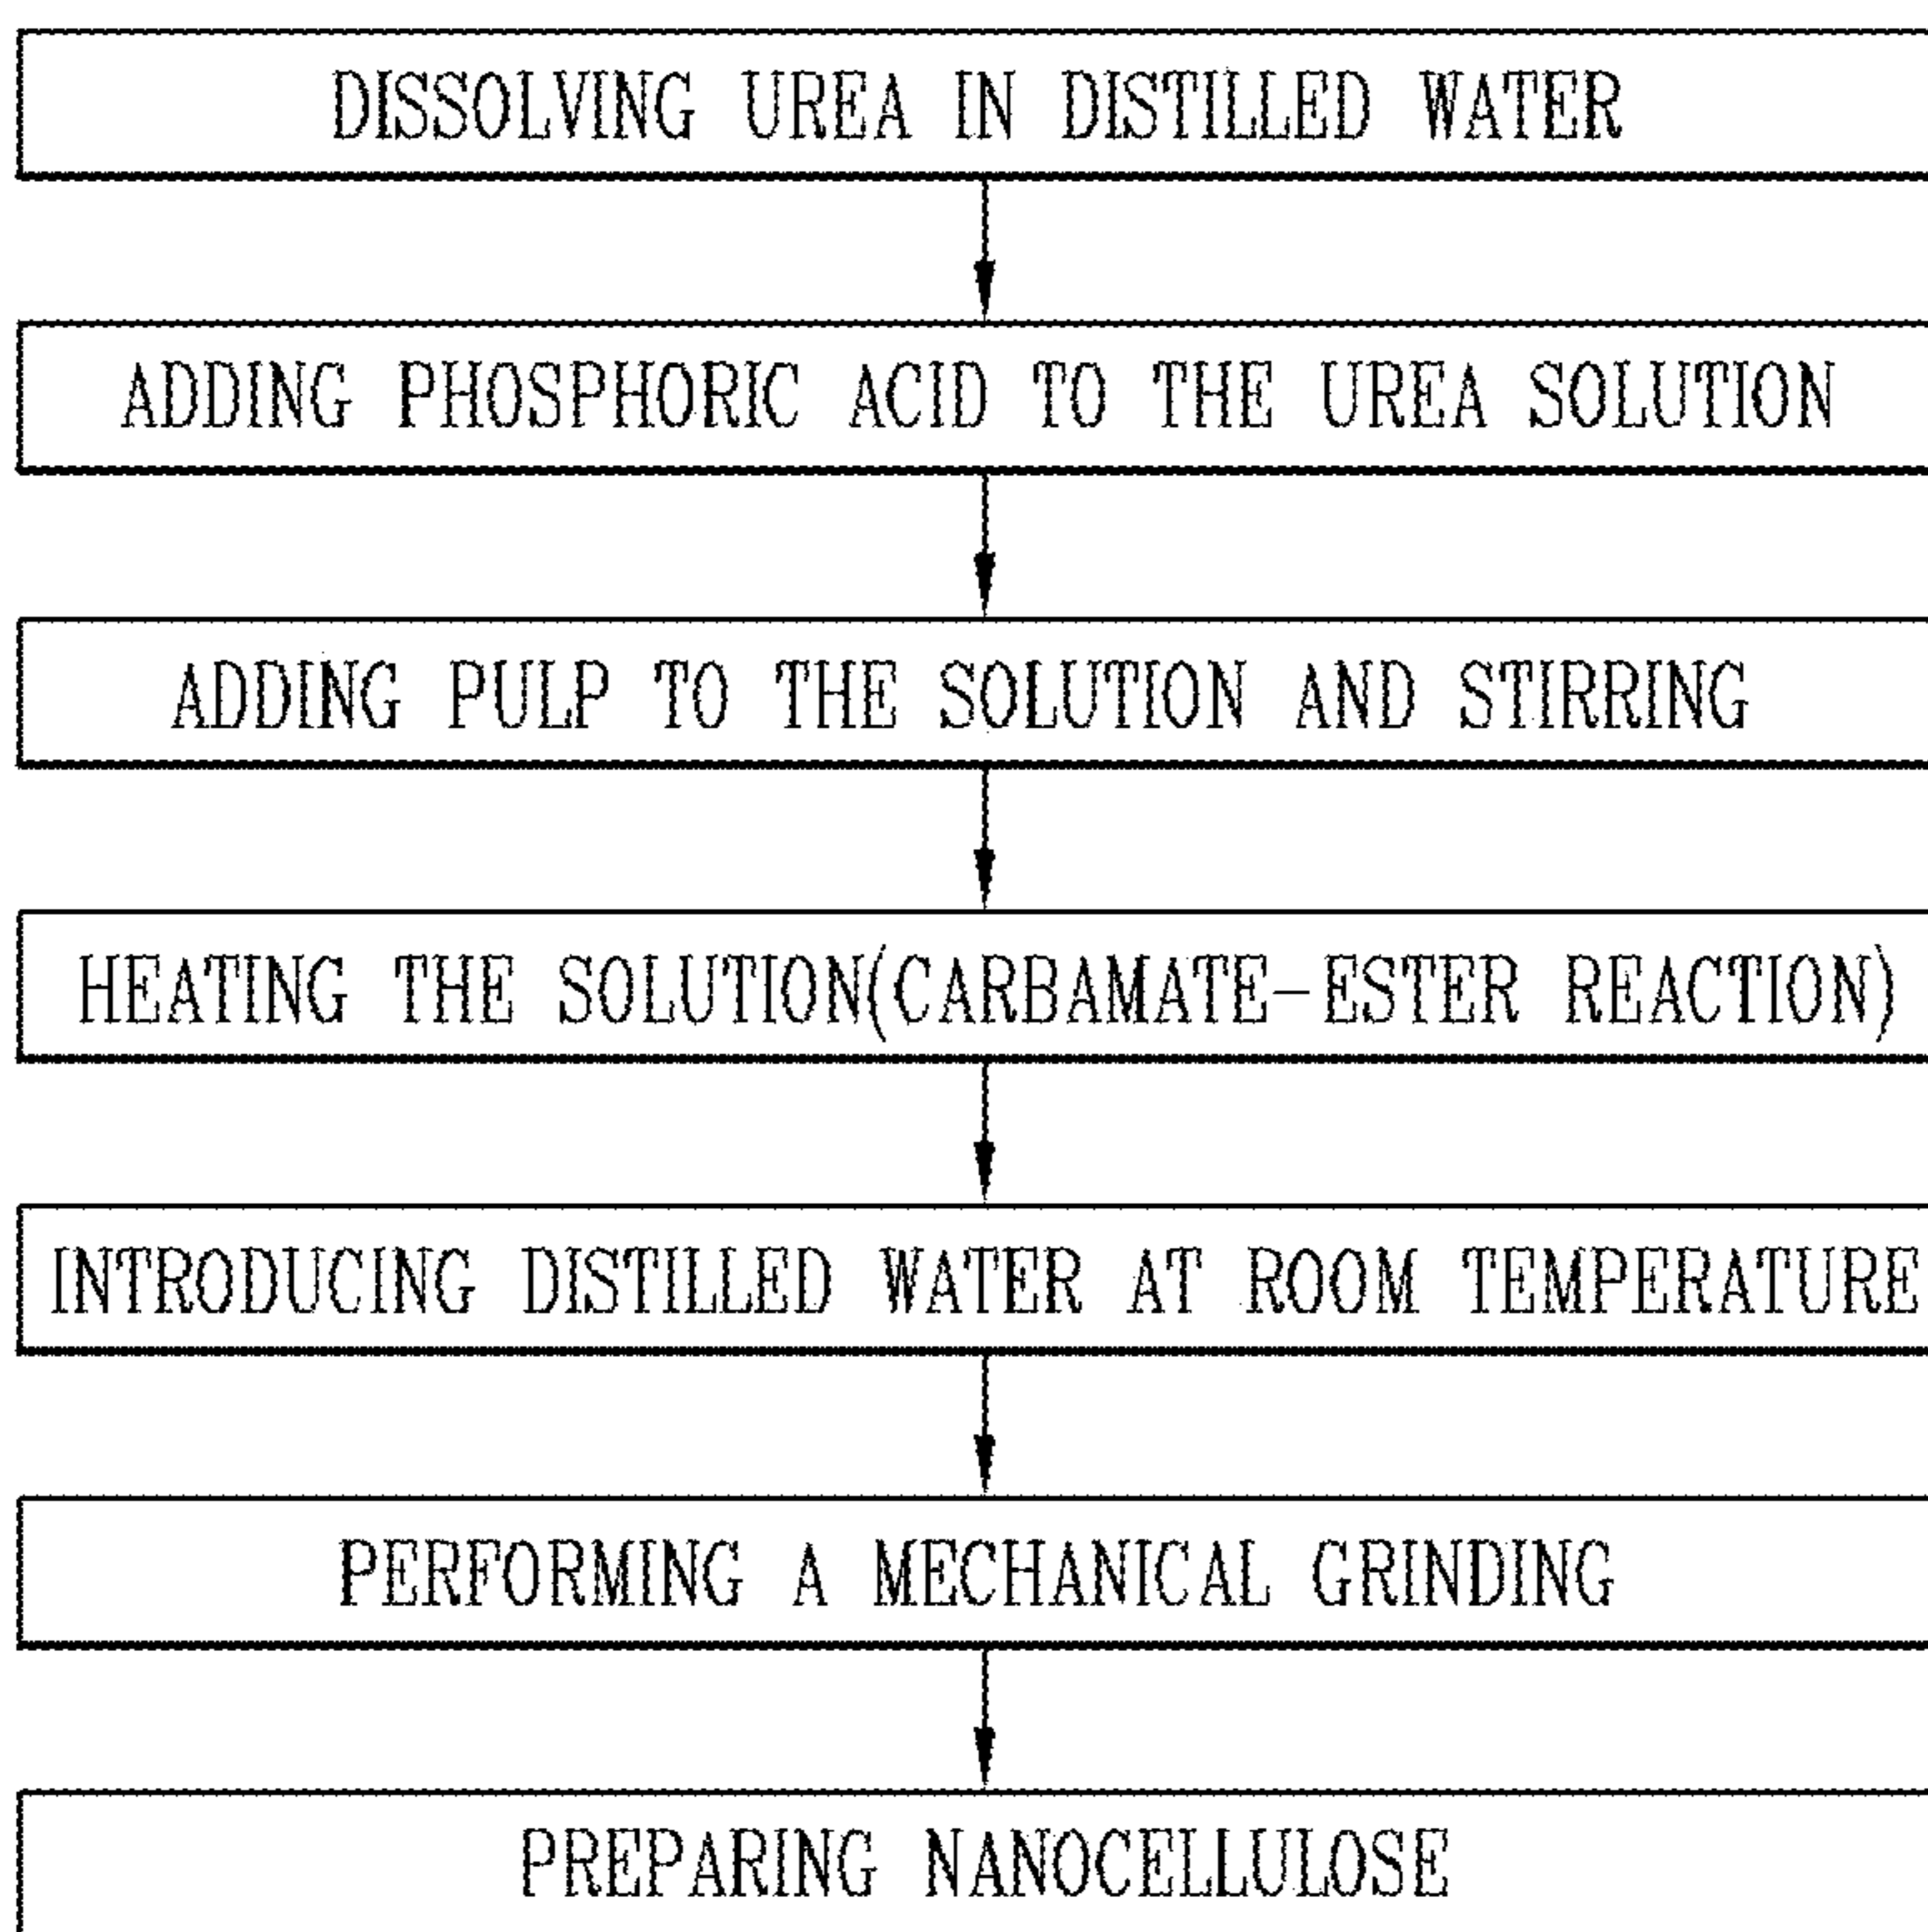 DISSOLVING UREA IN DISTILLED WATER
ADDING PHOSPHORIC ACID TO THE UREA SOLUTION
ADDING PULP TO THE SOLUTION AND STIRRING
HEATING THE SOLUTION(CARBAMATE-ESTER REACTION)
INTRODUCING DISTILLED WATER AT ROOM TEMPERATURE
PERFORMING A MECHANICAL GRINDING
PREPARING NANOCELLULOSE